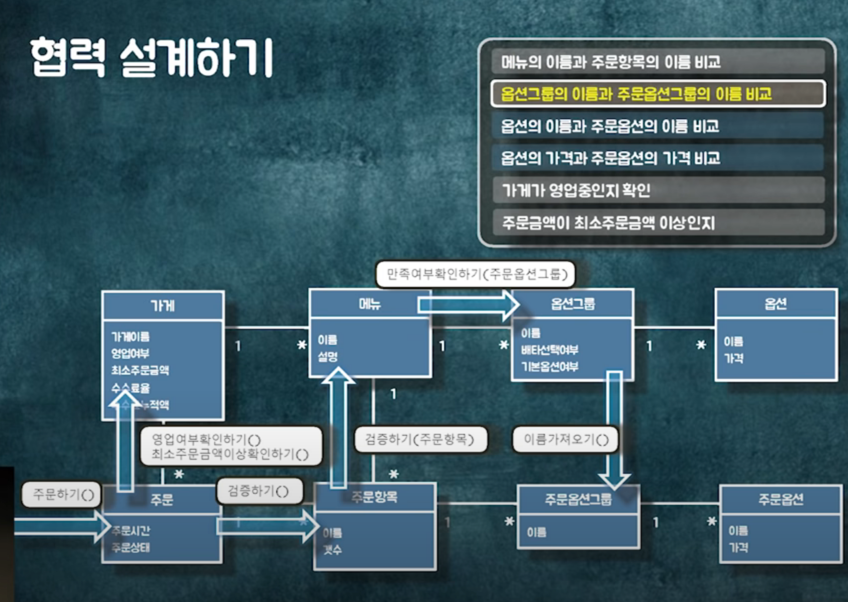 협력 설계하기
메뉴의 이름과 주문항목의 이름 비교
옵션그룹의 이름과 주문옵션그룹의 이름 비교
옵션의 이름과 주문옵션의 이름 비교
옵션의 가격과 주문옵션의 가격 비교
가게가 영업중인지 확인
주문금액이 최소주문금액 이상인지
만족여부확인하기(주문옵션그룹)
가게
가게이름
영업여부
최소주문금액
수수료율
적액
1
*
메뉴
이름
설명
1
*
옵션그룹
이름
배타선택여부
기본옵션여부
1
*
옵션
이름
가격
1
영업여부확인하기()
최소주문금액이상확인하기()
검증하기(주문항목)
이름가져오기()
*
*
주문하기()
주문
주문시간
주문상태
검증하기()
1
*
주문항목
이름
갯수
1
*
주문옵션그룹
이름
1
*
주문옵션
이름
가격